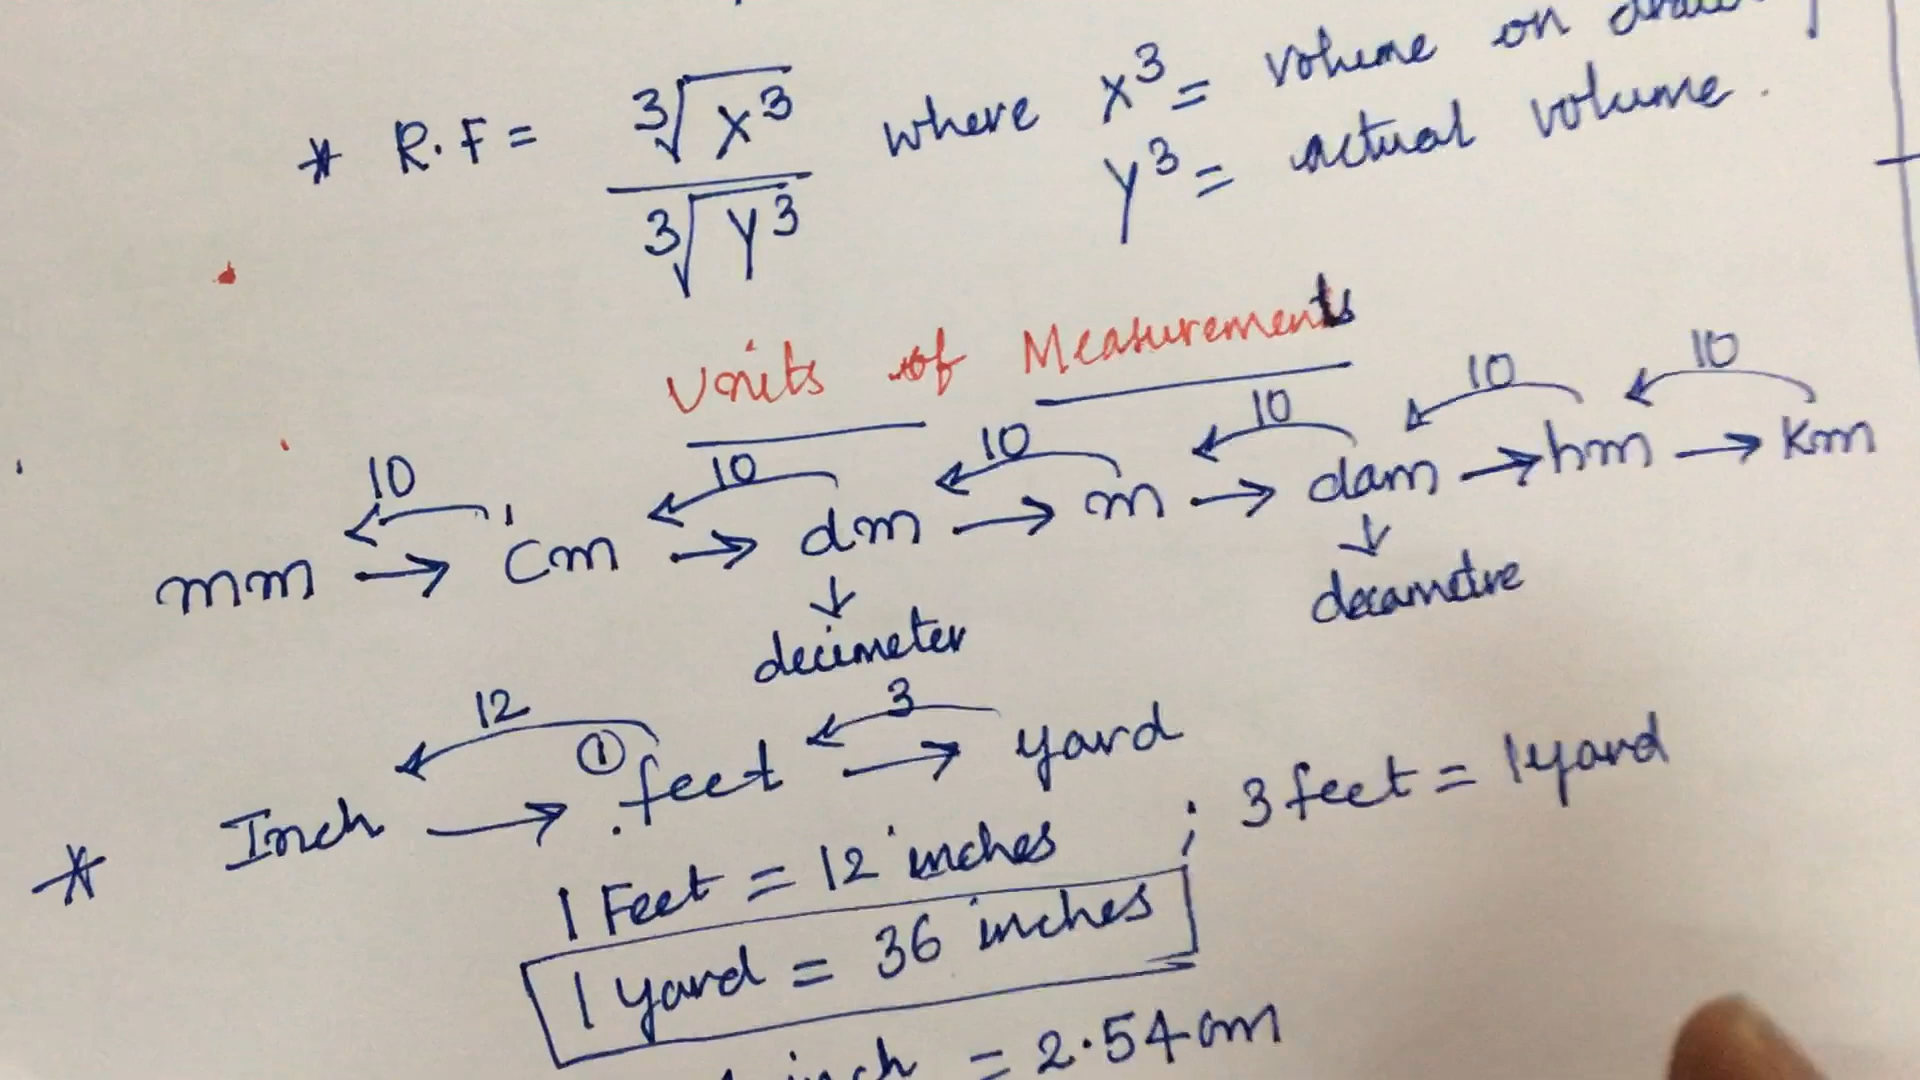 * R.F = ∛x³ / ∛y³ where x³ = volume on
y³ = actual volume.
Units of Measurements
10 10 10 10 10 10
mm → cm → dm → m → dam → hm → km
decimeter decametre
12 3
* Inch → ① feet → yard
1 Feet = 12 inches ; 3 feet = 1 yard
1 yard = 36 inches
inch = 2.54 cm